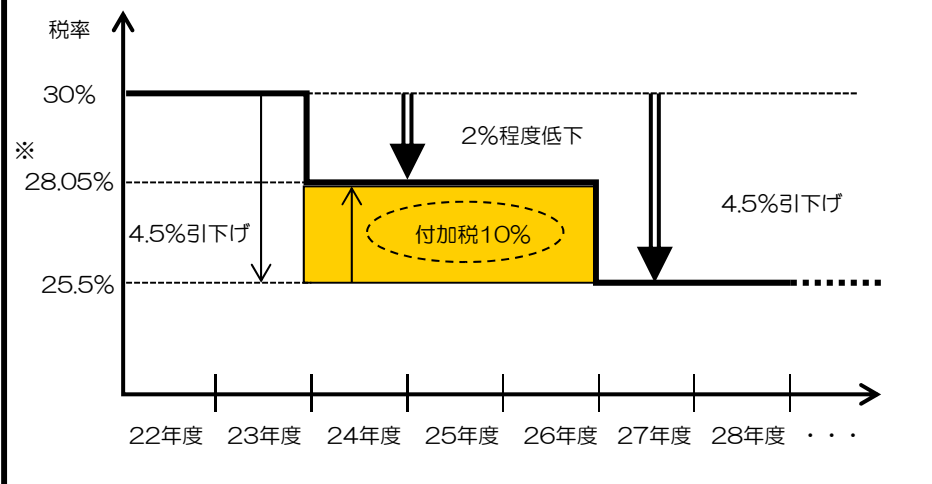 税率
30%
2%程度低下
※
28.05%
4.5%引下げ
4.5%引下げ
付加税10%
25.5%
22年度 23年度 24年度 25年度 26年度 27年度 28年度 ・・・